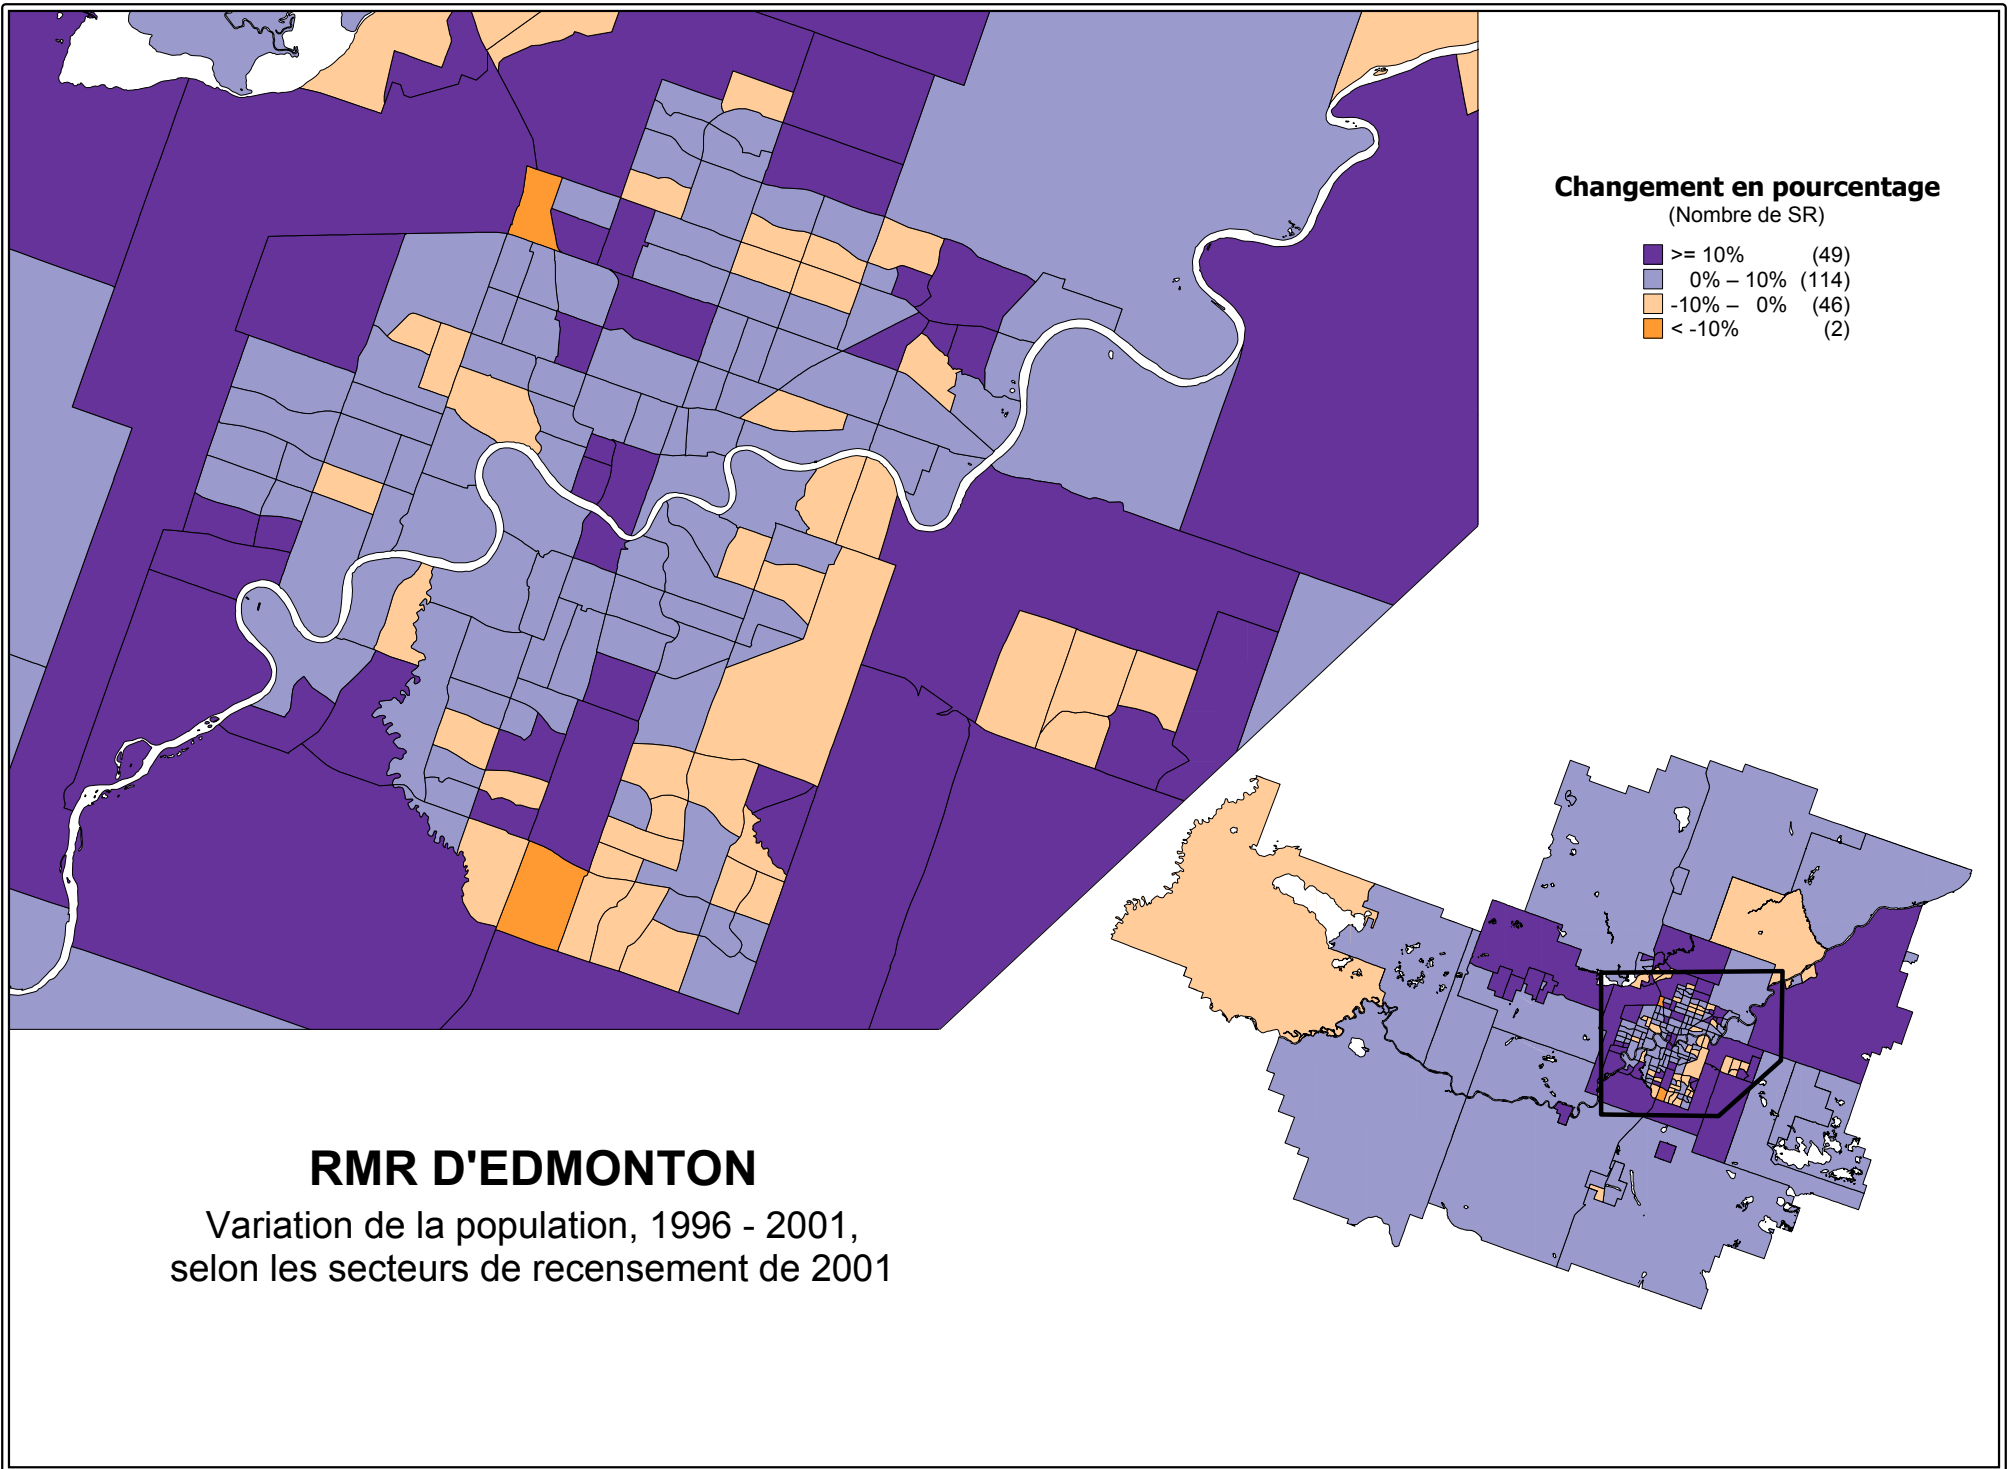 Changement en pourcentage
(Nombre de SR)
>= 10% (49)
0% – 10% (114)
-10% – 0% (46)
< -10% (2)
RMR D'EDMONTON
Variation de la population, 1996 - 2001,
selon les secteurs de recensement de 2001